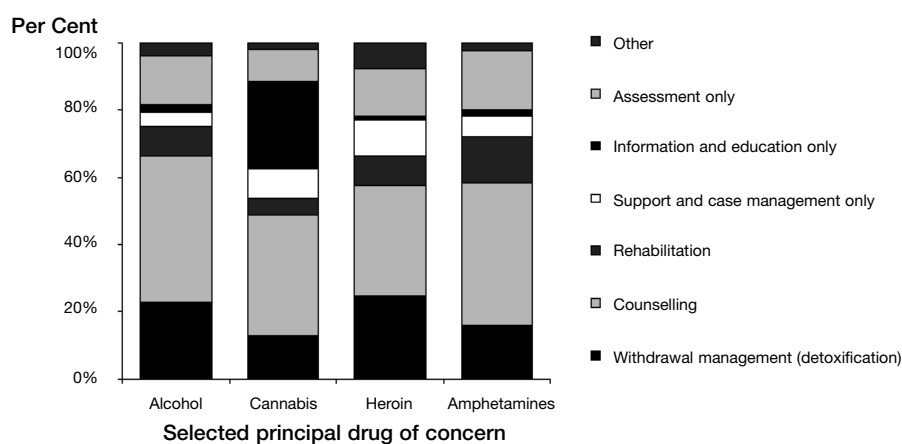 Per Cent
100%
80%
60%
40%
20%
0%
Alcohol Cannabis Heroin Amphetamines
Selected principal drug of concern
Other
Assessment only
Information and education only
Support and case management only
Rehabilitation
Counselling
Withdrawal management (detoxification)